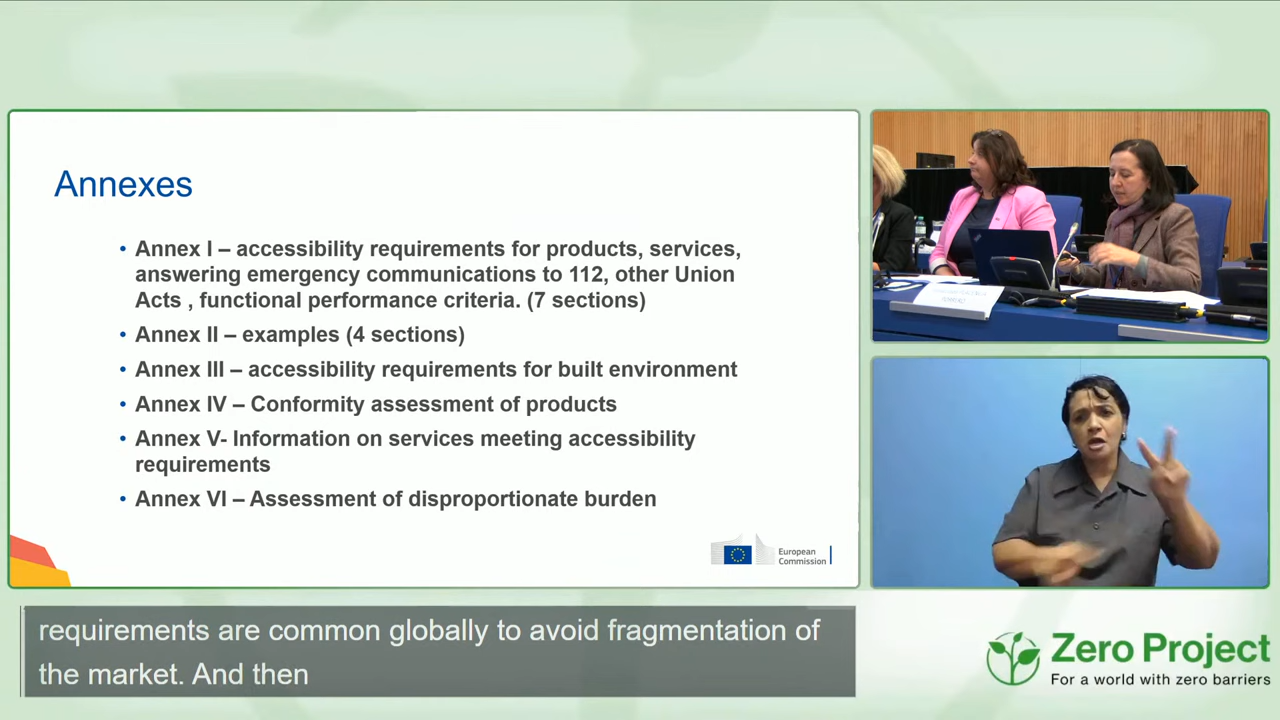 Annexes
• Annex I – accessibility requirements for products, services,
answering emergency communications to 112, other Union
Acts , functional performance criteria. (7 sections)
• Annex II – examples (4 sections)
• Annex III – accessibility requirements for built environment
• Annex IV – Conformity assessment of products
• Annex V- Information on services meeting accessibility
requirements
• Annex VI – Assessment of disproportionate burden
European
Commission
requirements are common globally to avoid fragmentation of
the market. And then
Zero Project
For a world with zero barriers